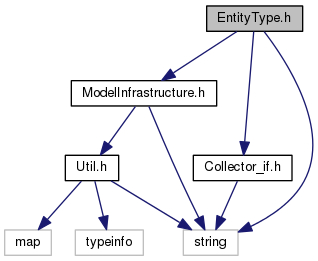 EntityType.h
ModelInfrastructure.h
Util.h
Collector_if.h
map
typeinfo
string